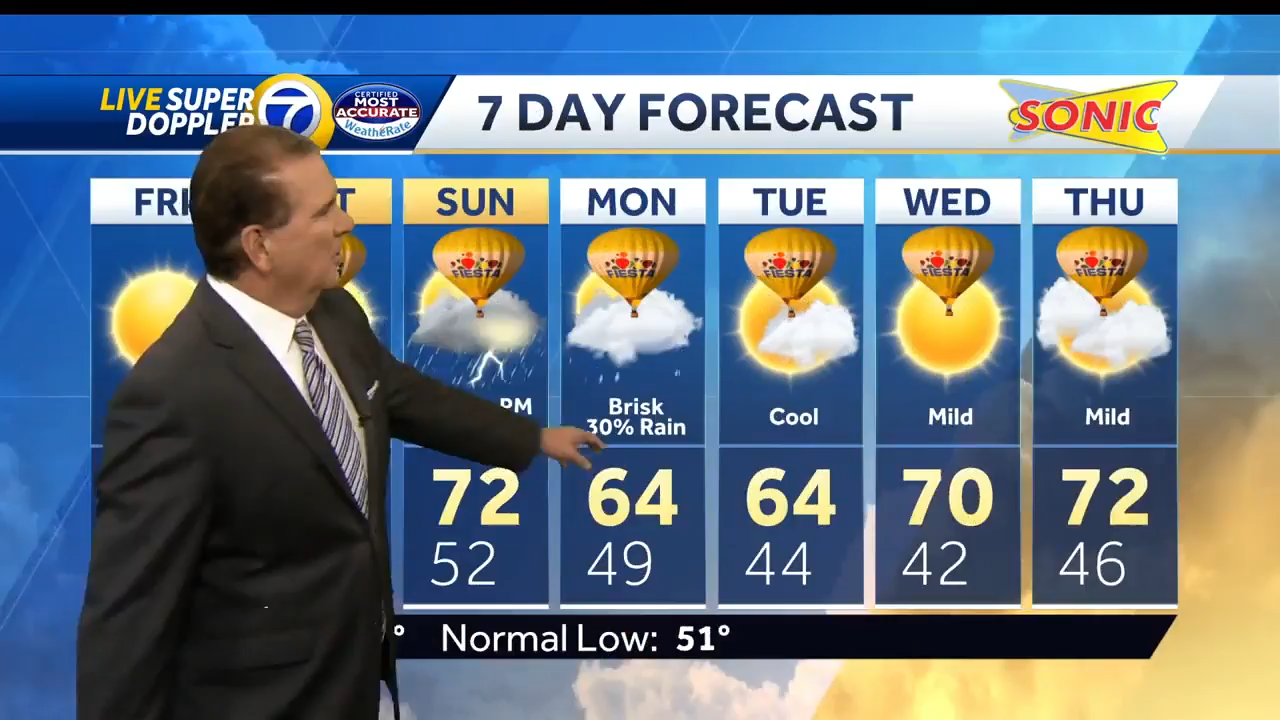 LIVE SUPER
DOPPLER
7
CERTIFIED
MOST
ACCURATE
WeatheRate
7 DAY FORECAST
SONIC
FRI
T
SUN
MON
TUE
WED
THU
FIESTA
FIESTA
FIESTA
FIESTA
FIESTA
PM
Brisk
30% Rain
Cool
Mild
Mild
72
64
64
70
72
52
49
44
42
46
° Normal Low: 51°